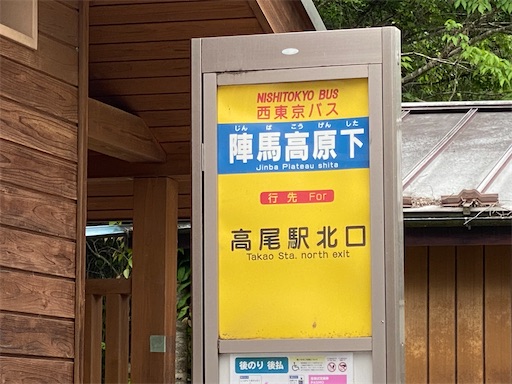 NISHITOKYO BUS
西東京バス
じんばこうげんした
陣馬高原下
Jinba Plateau shita
行先 For
高尾駅北口
Takao Sta. north exit
後のり 後払